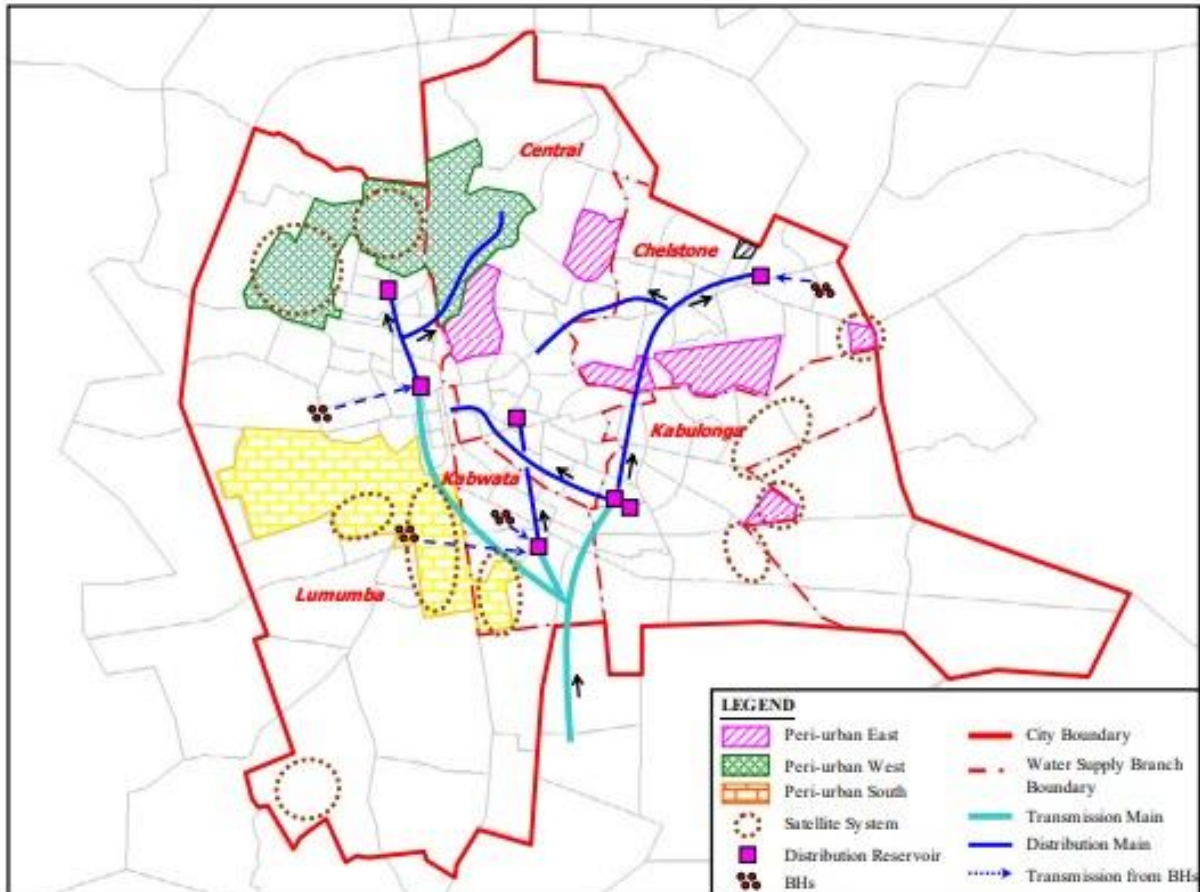 Central
Chelstone
Kabulonga
Kabwata
Lumumba
LEGEND
Peri-urban East
Peri-urban West
Peri-urban South
Satellite System
Distribution Reservoir
BHs
City Boundary
Water Supply Branch
Boundary
Transmission Main
Distribution Main
Transmission from BHs